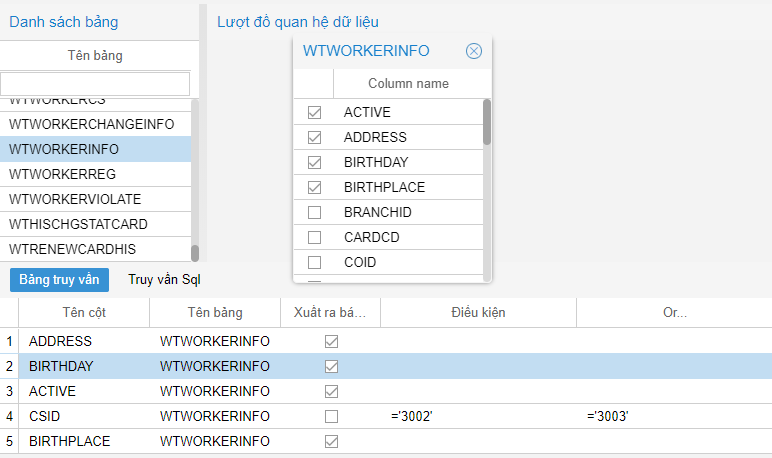 Danh sách bảng
Lượt đồ quan hệ dữ liệu
Tên bảng
WTWORKERCS
WTWORKERCHANGEINFO
WTWORKERINFO
WTWORKERREG
WTWORKERVIOLATE
WTHISCHGSTATCARD
WTRENEWCARDHIS
WTWORKERINFO
Column name
ACTIVE
ADDRESS
BIRTHDAY
BIRTHPLACE
BRANCHID
CARDCD
COID
Bảng truy vấn Truy vấn Sql
Tên cột Tên bảng Xuất ra bá... Điều kiện Or...
1 ADDRESS WTWORKERINFO
2 BIRTHDAY WTWORKERINFO
3 ACTIVE WTWORKERINFO
4 CSID WTWORKERINFO ='3002' ='3003'
5 BIRTHPLACE WTWORKERINFO